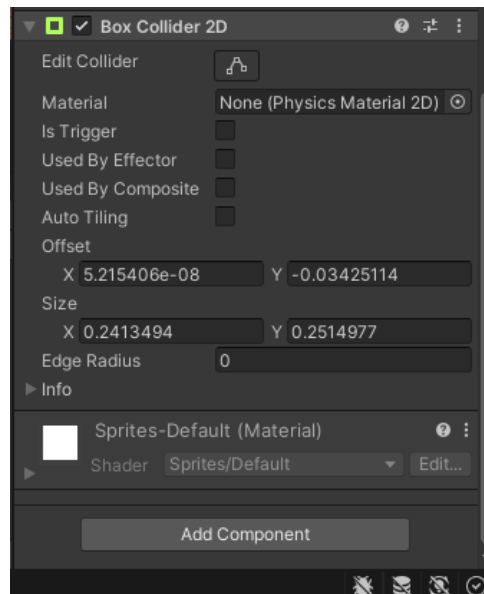 Box Collider 2D
Edit Collider
Material None (Physics Material 2D)
Is Trigger
Used By Effector
Used By Composite
Auto Tiling
Offset
X 5.215406e-08 Y -0.03425114
Size
X 0.2413494 Y 0.2514977
Edge Radius 0
Info
Sprites-Default (Material)
Shader Sprites/Default Edit...
Add Component